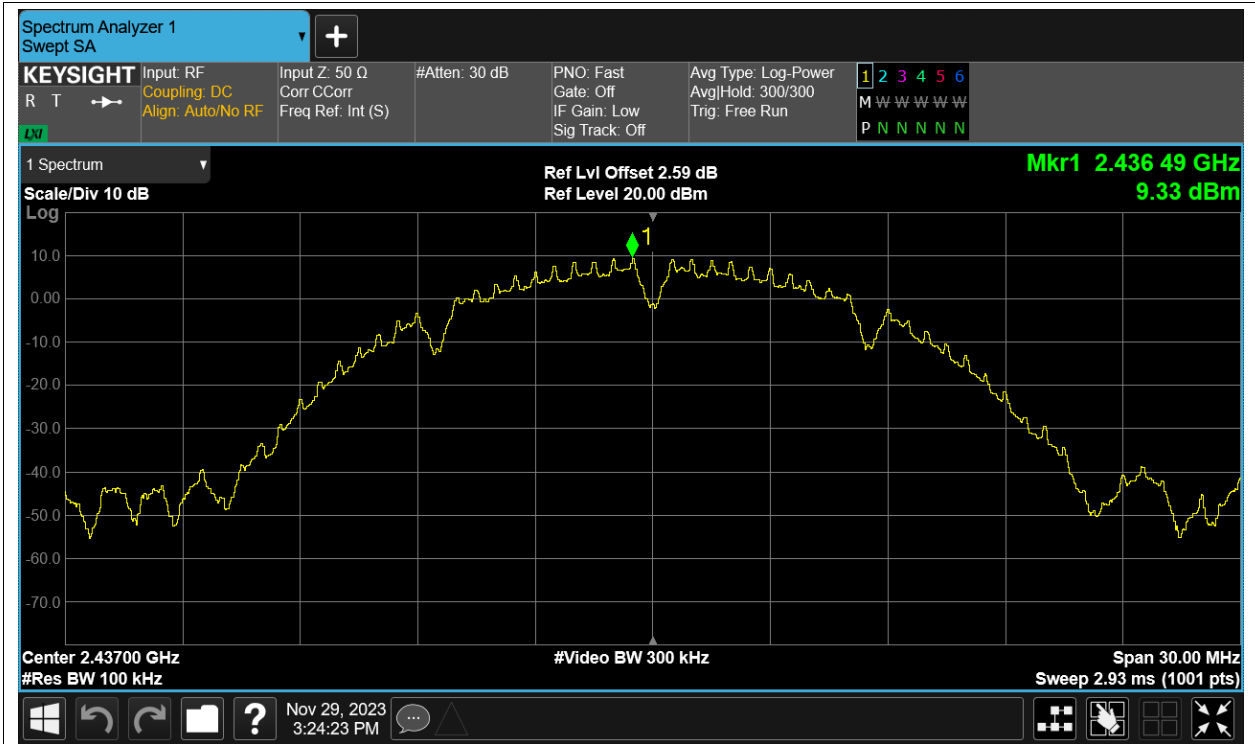 Spectrum Analyzer 1
Swept SA
KEYSIGHT
R T
LXI
Input: RF
Coupling: DC
Align: Auto/No RF
Input Z: 50 Ω
Corr CCorr
Freq Ref: Int (S)
#Atten: 30 dB
PNO: Fast
Gate: Off
IF Gain: Low
Sig Track: Off
Avg Type: Log-Power
Avg|Hold: 300/300
Trig: Free Run
1 2 3 4 5 6
M W W W W W
P N N N N N
1 Spectrum
Scale/Div 10 dB
Log
Ref Lvl Offset 2.59 dB
Ref Level 20.00 dBm
Mkr1 2.436 49 GHz
9.33 dBm
1
10.0
0.00
-10.0
-20.0
-30.0
-40.0
-50.0
-60.0
-70.0
Center 2.43700 GHz
#Res BW 100 kHz
#Video BW 300 kHz
Span 30.00 MHz
Sweep 2.93 ms (1001 pts)
?
Nov 29, 2023
3:24:23 PM